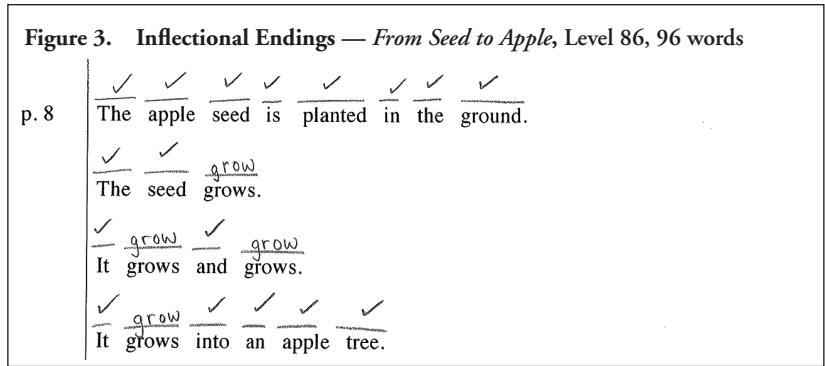 Figure 3. Inflectional Endings — From Seed to Apple, Level 86, 96 words
✓ ✓ ✓ ✓ ✓ ✓ ✓ ✓
p. 8 The apple seed is planted in the ground.
✓ ✓ grow
The seed grows.
✓ grow ✓ grow
It grows and grows.
✓ grow ✓ ✓ ✓ ✓
It grows into an apple tree.